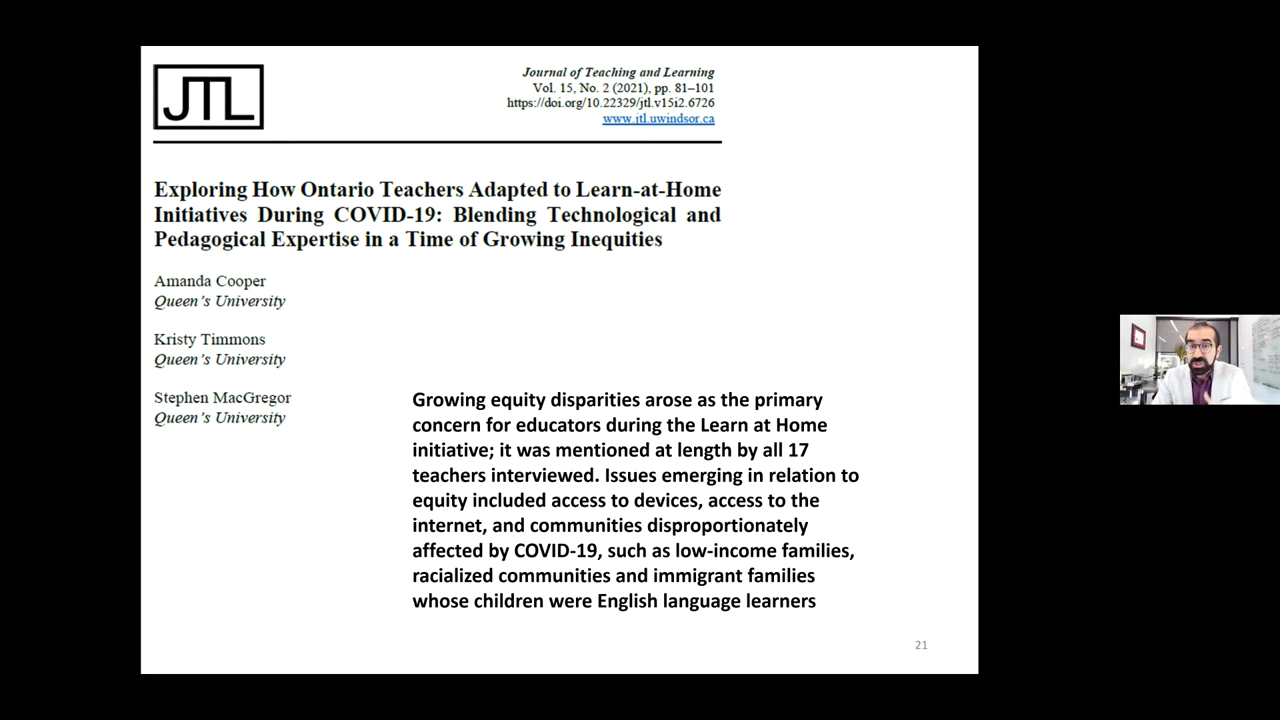 JTL
Journal of Teaching and Learning
Vol. 15, No. 2 (2021), pp. 81–101
https://doi.org/10.22329/jtl.v15i2.6726
www.jtl.uwindsor.ca
Exploring How Ontario Teachers Adapted to Learn-at-Home
Initiatives During COVID-19: Blending Technological and
Pedagogical Expertise in a Time of Growing Inequities
Amanda Cooper
Queen's University
Kristy Timmons
Queen's University
Stephen MacGregor
Queen's University
Growing equity disparities arose as the primary
concern for educators during the Learn at Home
initiative; it was mentioned at length by all 17
teachers interviewed. Issues emerging in relation to
equity included access to devices, access to the
internet, and communities disproportionately
affected by COVID-19, such as low-income families,
racialized communities and immigrant families
whose children were English language learners
21